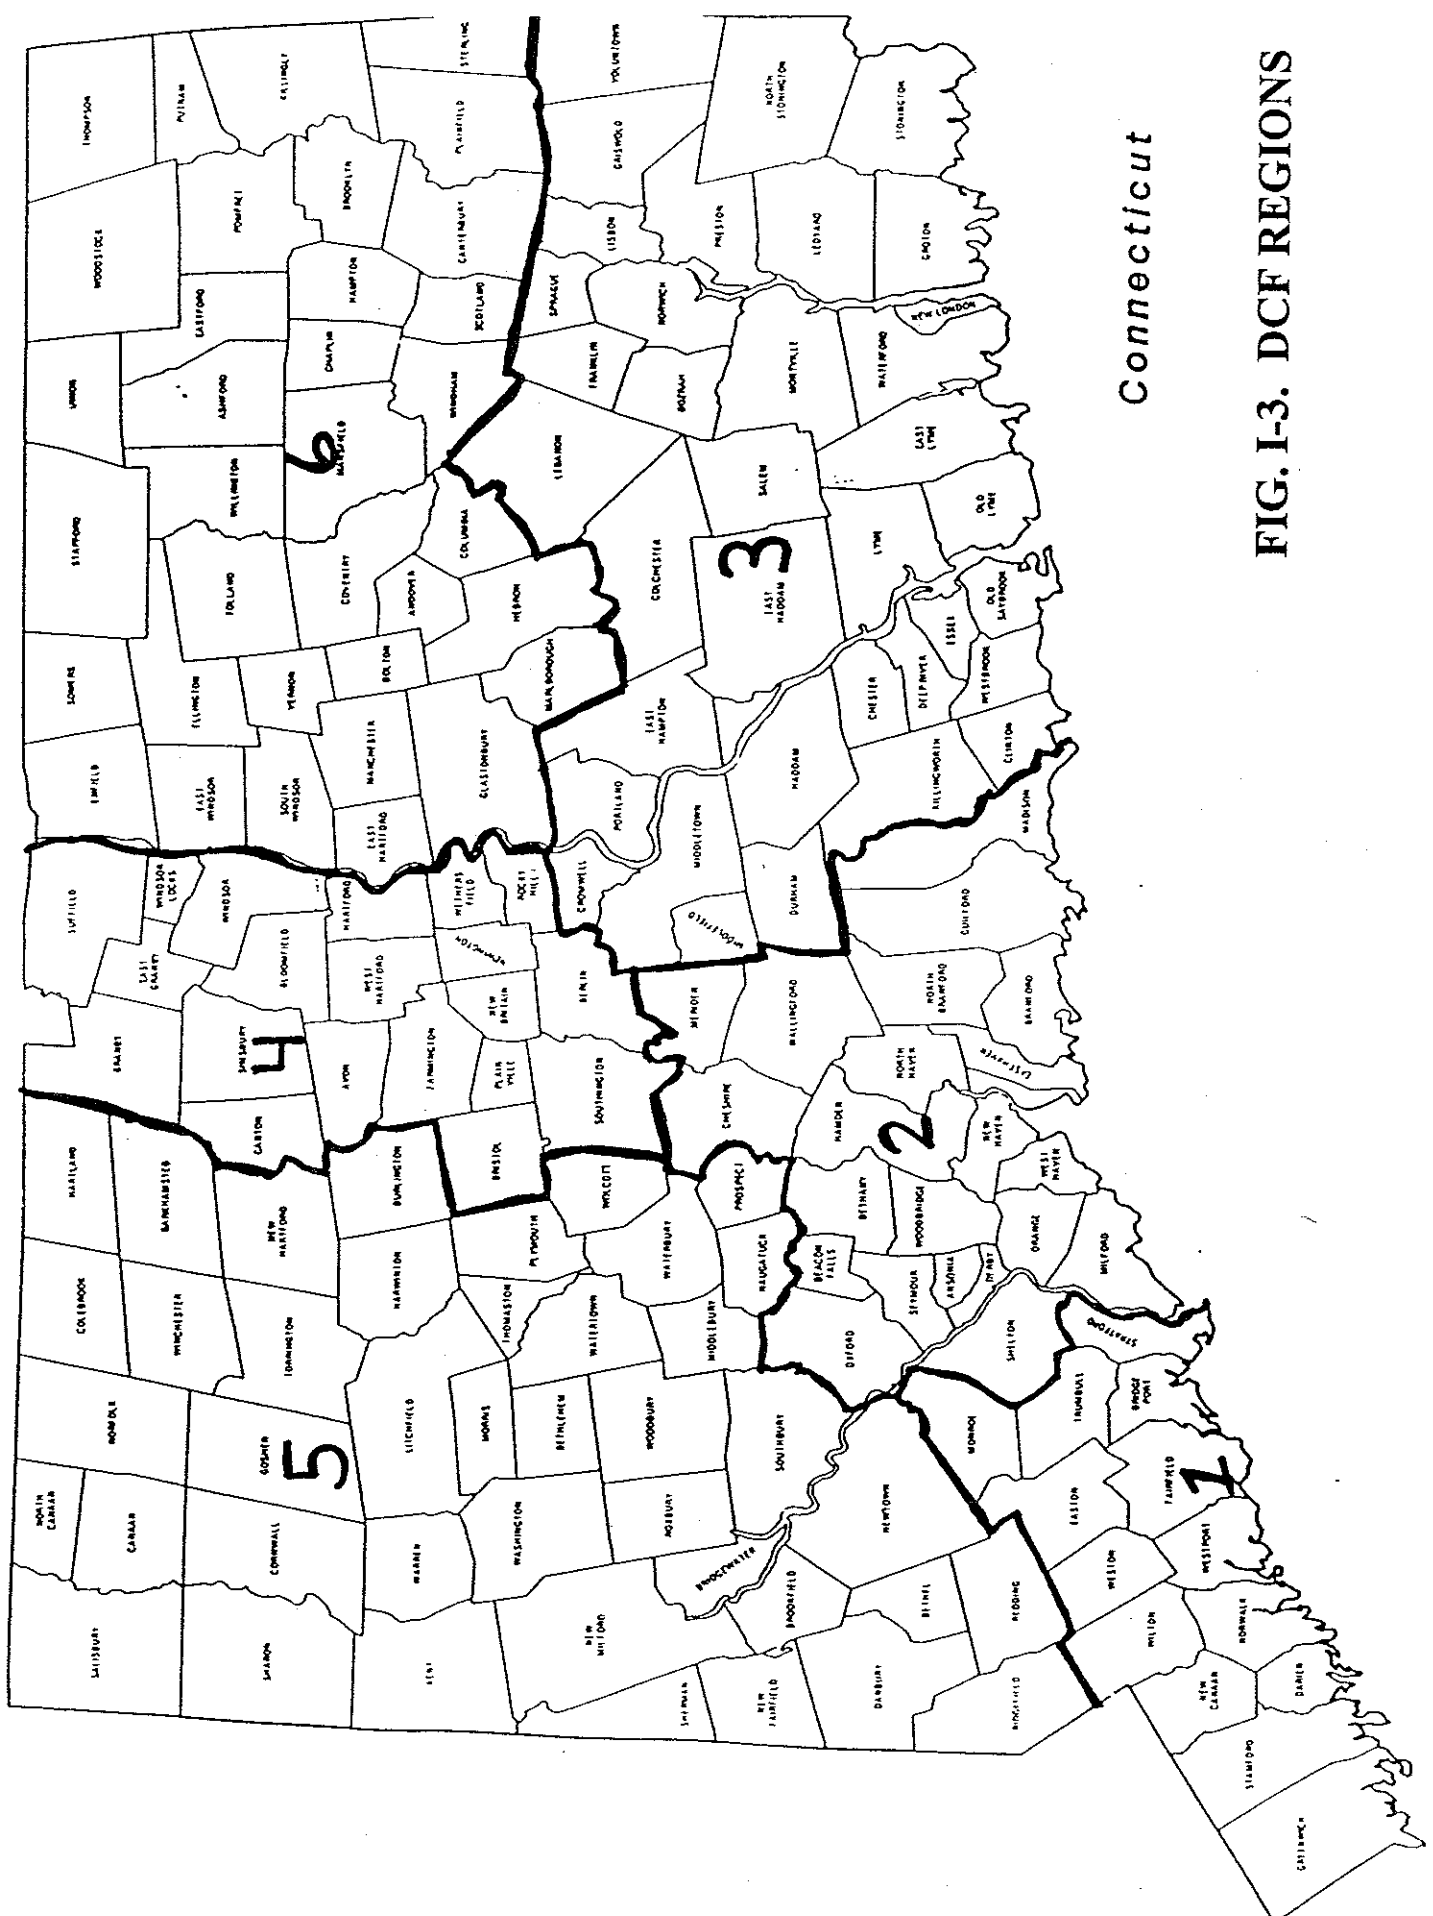 SALISBURY
NORTH
CANAAN
CANAAN
NORFOLK
COLEBROOK
HARTLAND
GRANBY
SUFFIELD
ENFIELD
SOMERS
STAFFORD
UNION
WOODSTOCK
THOMPSON
PUTNAM
WINCHESTER
BARKHAMSTED
EAST
GRANBY
WINDSOR
LOCKS
EAST
WINDSOR
ELLINGTON
TOLLAND
WILLINGTON
ASHFORD
EASTFORD
POMFRET
KILLINGLY
SHARON
CORNWALL
GOSHEN
5
TORRINGTON
NEW
HARTFORD
CANTON
SIMSBURY
4
BLOOMFIELD
WINDSOR
SOUTH
WINDSOR
VERNON
COVENTRY
MANSFIELD
6
CHAPLIN
HAMPTON
BROOKLYN
KENT
WARREN
LITCHFIELD
HARWINTON
BURLINGTON
AVON
WEST
HARTFORD
HARTFORD
EAST
HARTFORD
MANCHESTER
BOLTON
ANDOVER
COLUMBIA
WINDHAM
SCOTLAND
CANTERBURY
PLAINFIELD
STERLING
WASHINGTON
MORRIS
THOMASTON
PLYMOUTH
BRISTOL
FARMINGTON
PLAIN
VILLE
NEW
BRITAIN
NEWINGTON
WETHERS
FIELD
ROCKY
HILL
GLASTONBURY
MARLBOROUGH
HEBRON
LEBANON
FRANKLIN
SPRAGUE
LISBON
GRISWOLD
VOLUNTOWN
NEW
MILFORD
BETHLEHEM
WATERTOWN
WOLCOTT
SOUTHINGTON
BERLIN
CROMWELL
PORTLAND
EAST
HAMPTON
COLCHESTER
BOZRAH
NORWICH
PRESTON
NORTH
STONINGTON
SHERMAN
ROXBURY
WOODBURY
MIDDLEBURY
WATERBURY
NAUGATUCK
PROSPECT
CHESHIRE
MERIDEN
MIDDLEFIELD
MIDDLETOWN
HADDAM
EAST
HADDAM
3
SALEM
MONTVILLE
LEDYARD
STONINGTON
NEW
FAIRFIELD
BROOKFIELD
BRIDGEWATER
SOUTHBURY
OXFORD
BEACON
FALLS
BETHANY
HAMDEN
WALLINGFORD
DURHAM
KILLINGWORTH
CHESTER
DEEP RIVER
ESSEX
LYME
EAST
LYME
WATERFORD
NEW LONDON
GROTON
DANBURY
BETHEL
NEWTOWN
SEYMOUR
ANSONIA
DERBY
WOODBRIDGE
2
NORTH
HAVEN
NORTH
BRANFORD
GUILFORD
MADISON
CLINTON
WESTBROOK
OLD
SAYBROOK
OLD
LYME
RIDGEFIELD
REDDING
MONROE
SHELTON
ORANGE
WEST
HAVEN
NEW
HAVEN
EAST HAVEN
BRANFORD
WILTON
WESTON
EASTON
TRUMBULL
STRATFORD
MILFORD
NEW
CANAAN
NORWALK
WESTPORT
FAIRFIELD
1
BRIDGE
PORT
GREENWICH
STAMFORD
DARIEN
Connecticut
FIG. I-3. DCF REGIONS